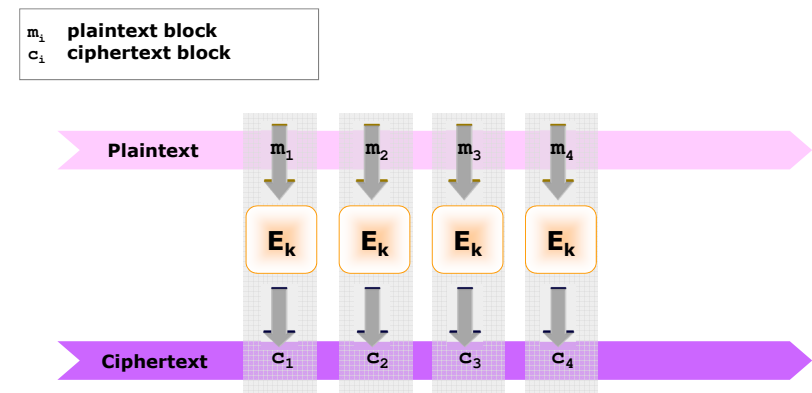 mᵢ plaintext block
cᵢ ciphertext block
Plaintext m₁ m₂ m₃ m₄
Eₖ Eₖ Eₖ Eₖ
Ciphertext c₁ c₂ c₃ c₄